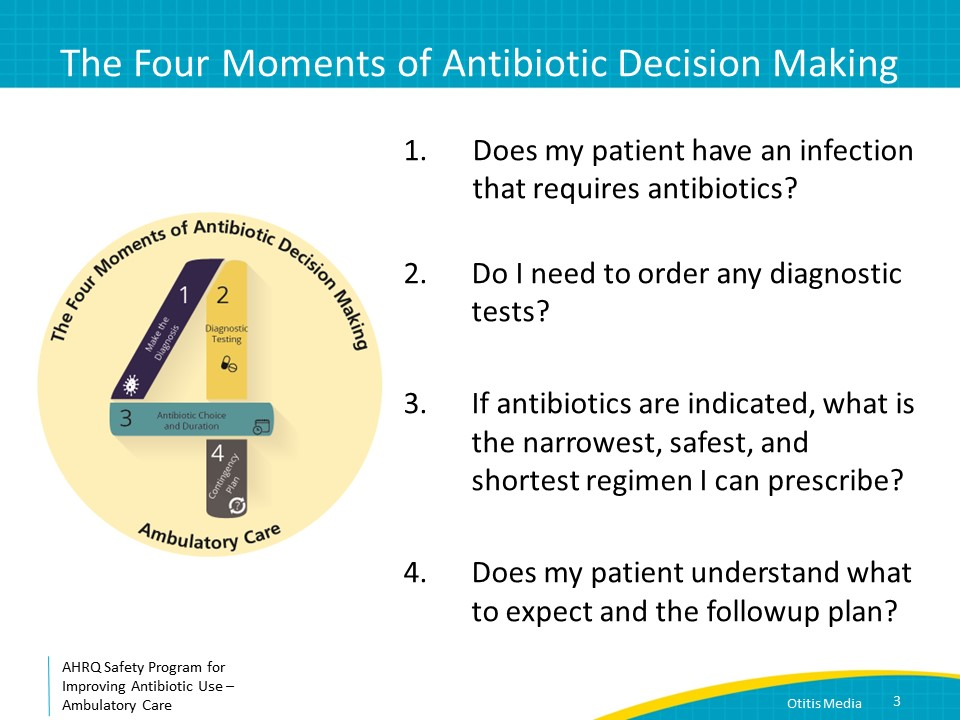 The Four Moments of Antibiotic Decision Making
1. Does my patient have an infection
that requires antibiotics?
2. Do I need to order any diagnostic
tests?
3. If antibiotics are indicated, what is
the narrowest, safest, and
shortest regimen I can prescribe?
4. Does my patient understand what
to expect and the followup plan?
The Four Moments of Antibiotic Decision Making
1
Make the
Diagnosis
2
Diagnostic
Testing
3
Antibiotic Choice
and Duration
4
Contingency
Plan
Ambulatory Care
AHRQ Safety Program for
Improving Antibiotic Use –
Ambulatory Care
Otitis Media
3